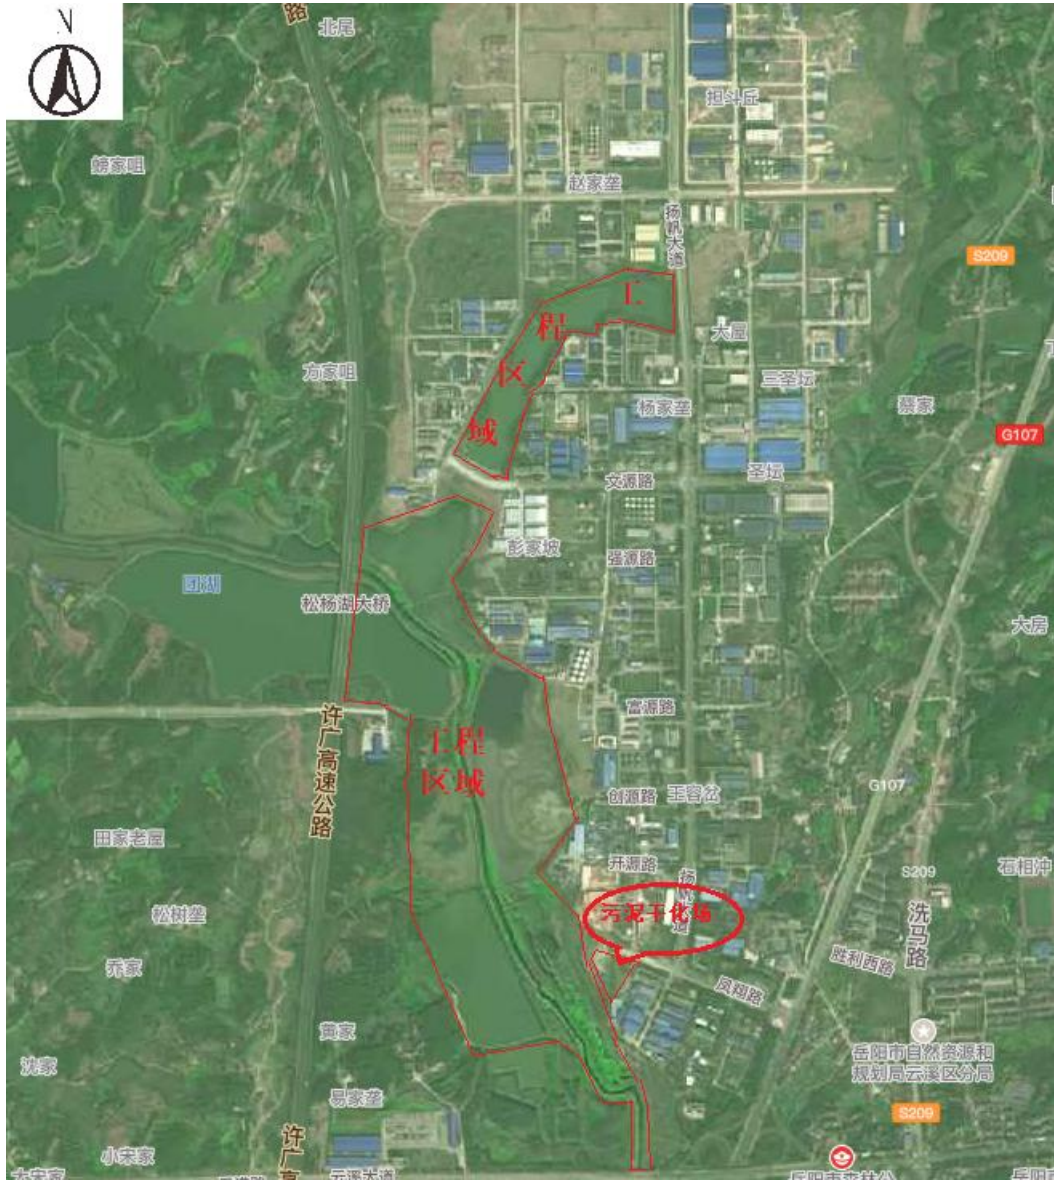 N
路
北尾
担斗丘
螃家咀
赵家垄
扬帆大道
S209
工
程
区
域
大屋
方家咀
三圣坛
蔡家
杨家垄
G107
圣坛
文源路
彭家坡
强源路
团湖
松杨湖大桥
大房
富源路
许广高速公路
工程
区域
G107
创源路
王容岔
田家老屋
开源路
石相冲
S209
扬帆
道
污泥干化场
松树垄
洗马路
胜利西路
乔家
凤翔路
黄家
岳阳市自然资源和
规划局云溪区分局
沈家
易家垄
S209
许广高
小宋家
云溪大道